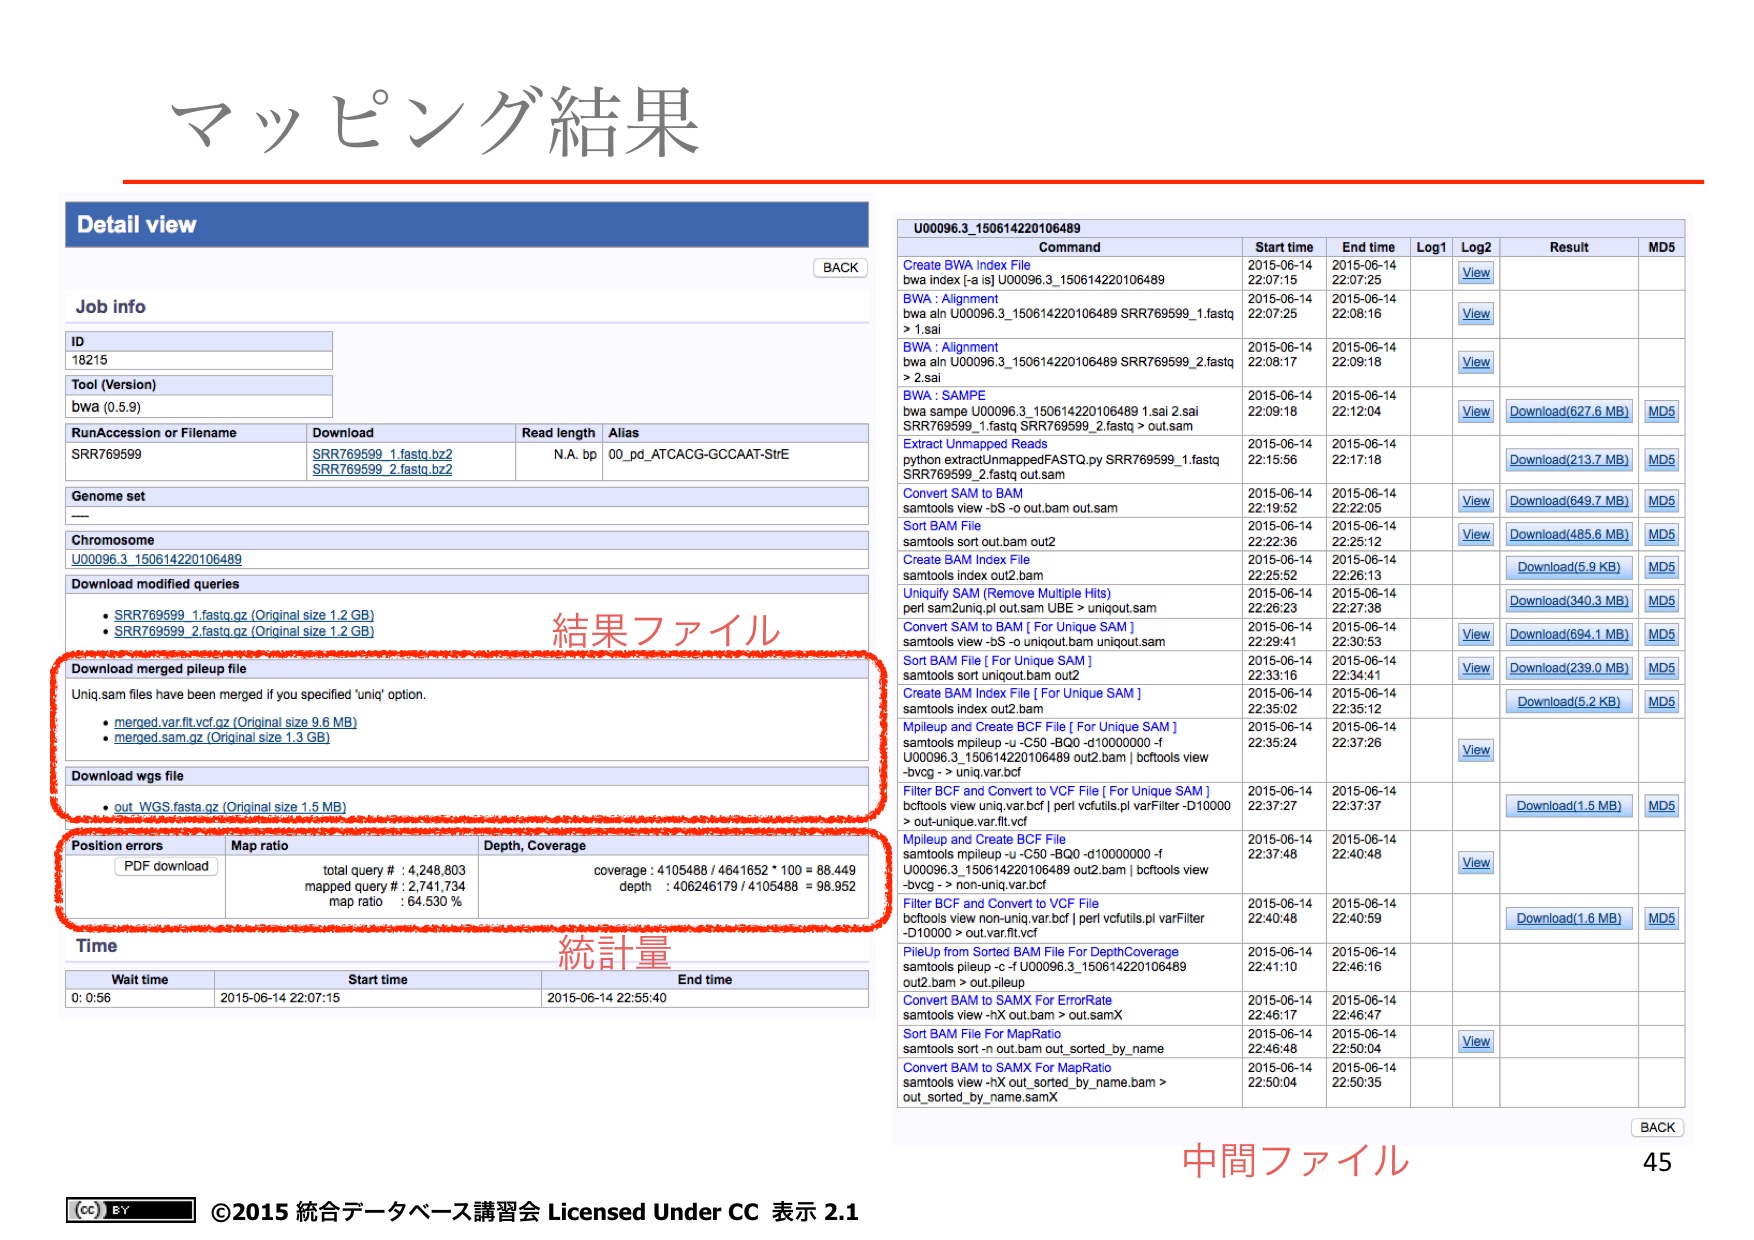 マッピング結果
Detail view
BACK
Job info
ID
18215
Tool (Version)
bwa (0.5.9)
RunAccession or Filename Download Read length Alias
SRR769599 SRR769599_1.fastq.bz2 N.A. bp 00_pd_ATCACG-GCCAAT-StrE
SRR769599_2.fastq.bz2
Genome set
----
Chromosome
U00096.3_150614220106489
Download modified queries
• SRR769599_1.fastq.gz (Original size 1.2 GB)
• SRR769599_2.fastq.gz (Original size 1.2 GB)
結果ファイル
Download merged pileup file
Uniq.sam files have been merged if you specified 'uniq' option.
• merged.var.flt.vcf.gz (Original size 9.6 MB)
• merged.sam.gz (Original size 1.3 GB)
Download wgs file
• out_WGS.fasta.gz (Original size 1.5 MB)
Position errors Map ratio Depth, Coverage
PDF download
total query # : 4,248,803
mapped query # : 2,741,734
map ratio : 64.530 %
coverage : 4105488 / 4641652 * 100 = 88.449
depth : 406246179 / 4105488 = 98.952
Time
統計量
Wait time Start time End time
0: 0:56 2015-06-14 22:07:15 2015-06-14 22:55:40
U00096.3_150614220106489
Command Start time End time Log1 Log2 Result MD5
Create BWA Index File 2015-06-14 2015-06-14 View
bwa index [-a is] U00096.3_150614220106489 22:07:15 22:07:25
BWA : Alignment 2015-06-14 2015-06-14
bwa aln U00096.3_150614220106489 SRR769599_1.fastq 22:07:25 22:08:16 View
> 1.sai
BWA : Alignment 2015-06-14 2015-06-14
bwa aln U00096.3_150614220106489 SRR769599_2.fastq 22:08:17 22:09:18 View
> 2.sai
BWA : SAMPE 2015-06-14 2015-06-14
bwa sampe U00096.3_150614220106489 1.sai 2.sai 22:09:18 22:12:04 View Download(627.6 MB) MD5
SRR769599_1.fastq SRR769599_2.fastq > out.sam
Extract Unmapped Reads 2015-06-14 2015-06-14
python extractUnmappedFASTQ.py SRR769599_1.fastq 22:15:56 22:17:18 Download(213.7 MB) MD5
SRR769599_2.fastq out.sam
Convert SAM to BAM 2015-06-14 2015-06-14 View Download(649.7 MB) MD5
samtools view -bS -o out.bam out.sam 22:19:52 22:22:05
Sort BAM File 2015-06-14 2015-06-14 View Download(485.6 MB) MD5
samtools sort out.bam out2 22:22:36 22:25:12
Create BAM Index File 2015-06-14 2015-06-14 Download(5.9 KB) MD5
samtools index out2.bam 22:25:52 22:26:13
Uniquify SAM (Remove Multiple Hits) 2015-06-14 2015-06-14 Download(340.3 MB) MD5
perl sam2uniq.pl out.sam UBE > uniqout.sam 22:26:23 22:27:38
Convert SAM to BAM [ For Unique SAM ] 2015-06-14 2015-06-14 View Download(694.1 MB) MD5
samtools view -bS -o uniqout.bam uniqout.sam 22:29:41 22:30:53
Sort BAM File [ For Unique SAM ] 2015-06-14 2015-06-14 View Download(239.0 MB) MD5
samtools sort uniqout.bam out2 22:33:16 22:34:41
Create BAM Index File [ For Unique SAM ] 2015-06-14 2015-06-14 Download(5.2 KB) MD5
samtools index out2.bam 22:35:02 22:35:12
Mpileup and Create BCF File [ For Unique SAM ] 2015-06-14 2015-06-14
samtools mpileup -u -C50 -BQ0 -d10000000 -f 22:35:24 22:37:26 View
U00096.3_150614220106489 out2.bam | bcftools view
-bvcg - > uniq.var.bcf
Filter BCF and Convert to VCF File [ For Unique SAM ] 2015-06-14 2015-06-14
bcftools view uniq.var.bcf | perl vcfutils.pl varFilter -D10000 22:37:27 22:37:37 Download(1.5 MB) MD5
> out-unique.var.flt.vcf
Mpileup and Create BCF File 2015-06-14 2015-06-14
samtools mpileup -u -C50 -BQ0 -d10000000 -f 22:37:48 22:40:48 View
U00096.3_150614220106489 out2.bam | bcftools view
-bvcg - > non-uniq.var.bcf
Filter BCF and Convert to VCF File 2015-06-14 2015-06-14
bcftools view non-uniq.var.bcf | perl vcfutils.pl varFilter 22:40:48 22:40:59 Download(1.6 MB) MD5
-D10000 > out.var.flt.vcf
PileUp from Sorted BAM File For DepthCoverage 2015-06-14 2015-06-14
samtools pileup -c -f U00096.3_150614220106489 22:41:10 22:46:16
out2.bam > out.pileup
Convert BAM to SAMX For ErrorRate 2015-06-14 2015-06-14
samtools view -hX out.bam > out.samX 22:46:17 22:46:47
Sort BAM File For MapRatio 2015-06-14 2015-06-14 View
samtools sort -n out.bam out_sorted_by_name 22:46:48 22:50:04
Convert BAM to SAMX For MapRatio 2015-06-14 2015-06-14
samtools view -hX out_sorted_by_name.bam > 22:50:04 22:50:35
out_sorted_by_name.samX
BACK
中間ファイル
45
(cc) BY
©2015 統合データベース講習会 Licensed Under CC 表示 2.1